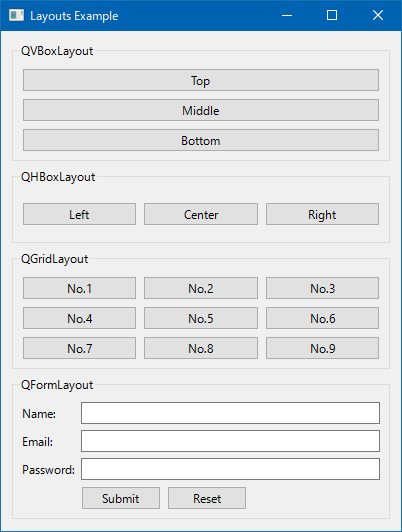 Layouts Example
QVBoxLayout
Top
Middle
Bottom
QHBoxLayout
Left Center Right
QGridLayout
No.1 No.2 No.3
No.4 No.5 No.6
No.7 No.8 No.9
QFormLayout
Name:
Email:
Password:
Submit Reset